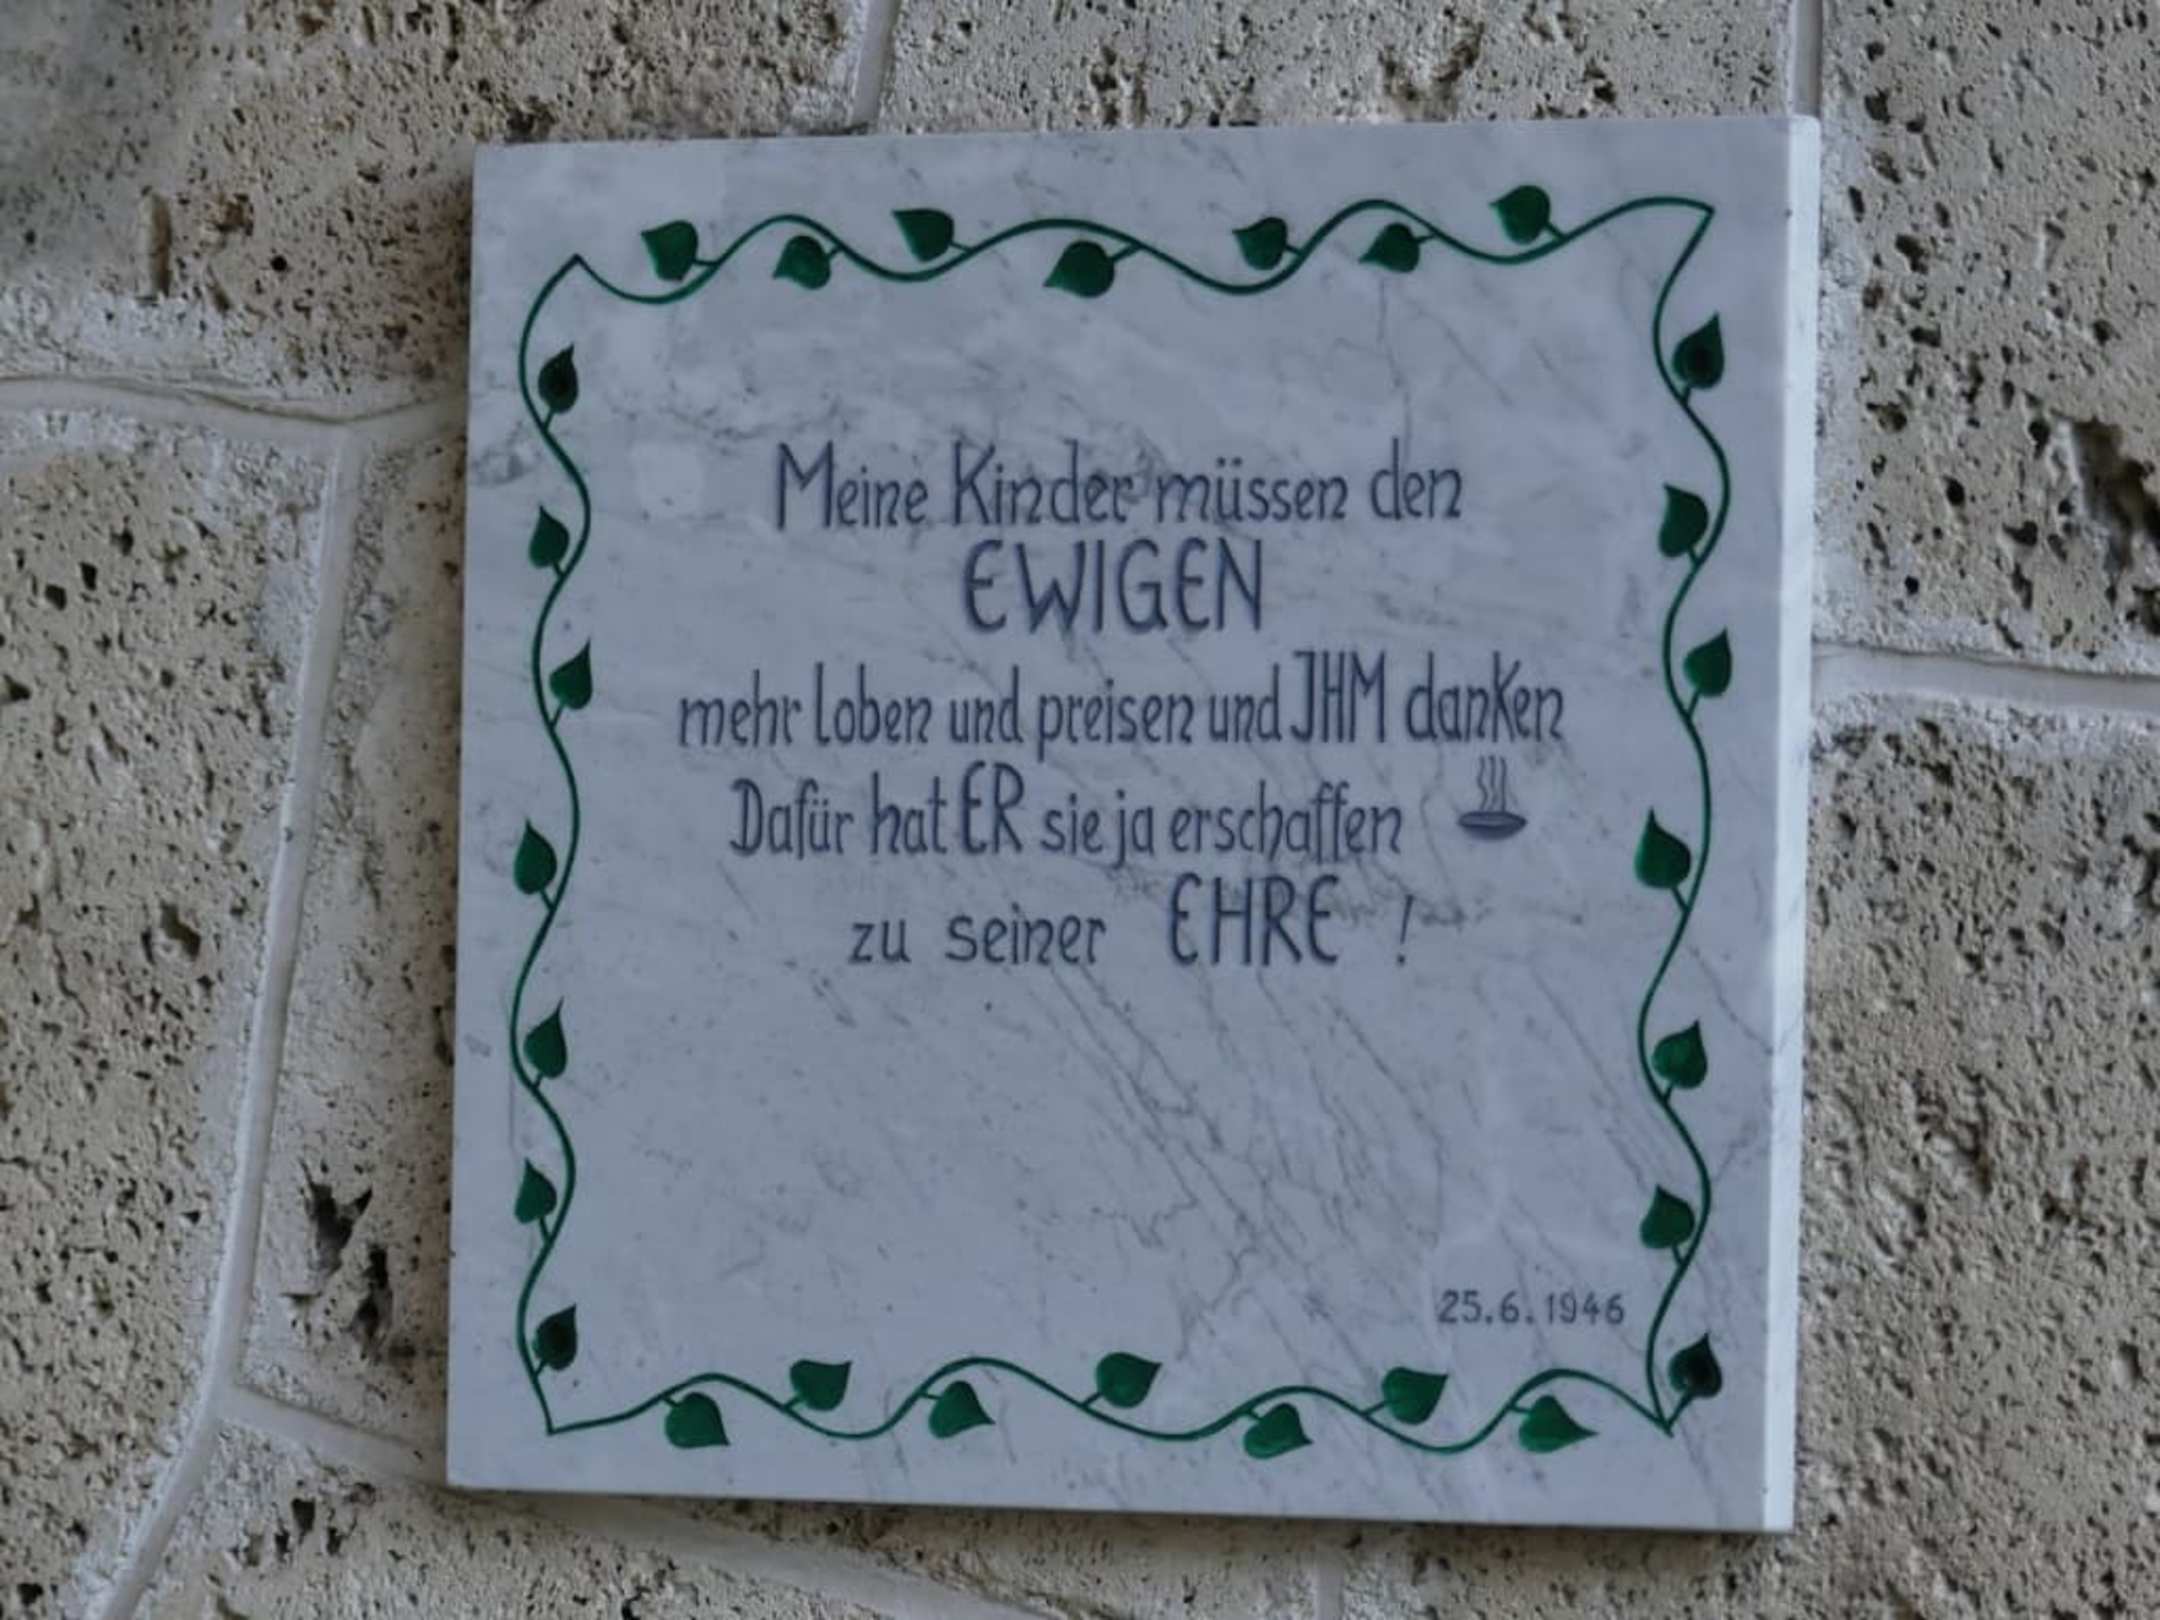 Meine Kinder müssen den
EWIGEN
mehr loben und preisen und IHM danken
Dafür hat ER sie ja erschaffen
zu seiner EHRE !
25.6.1946